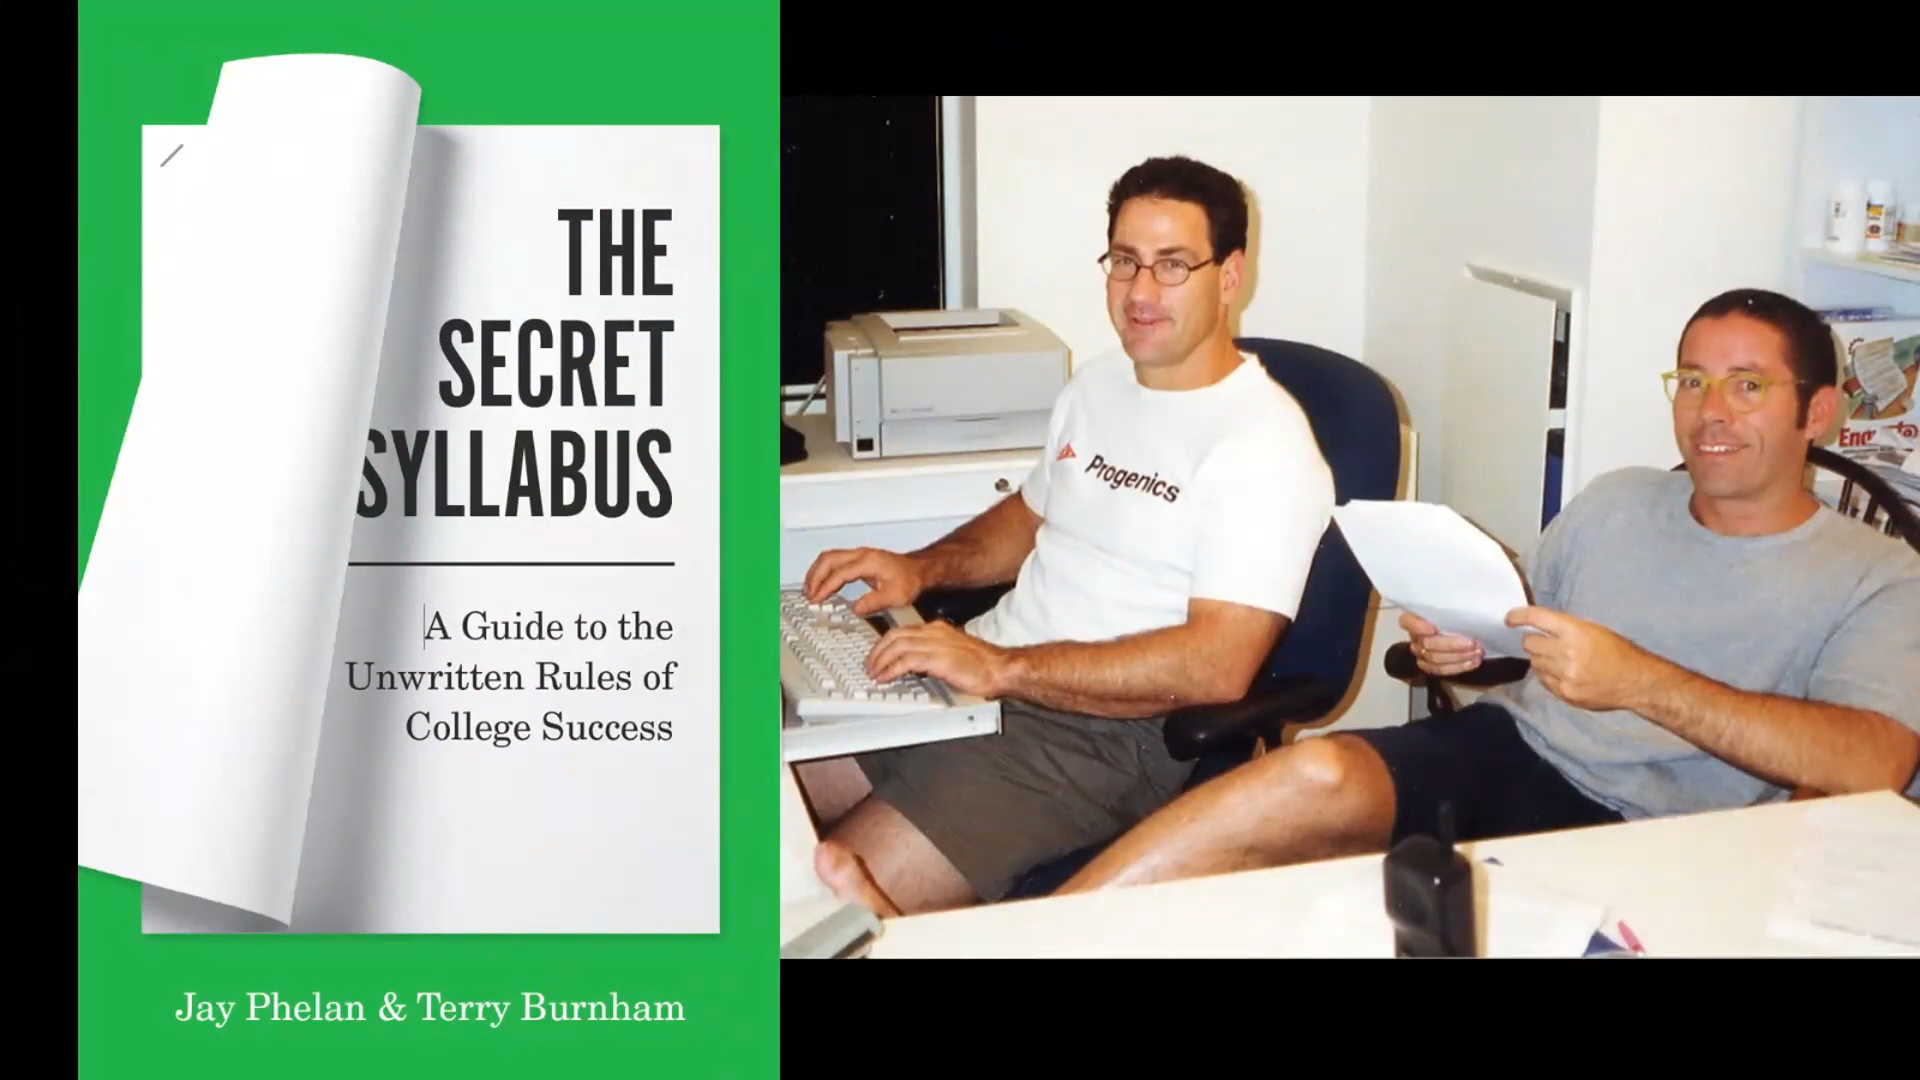 THE
SECRET
SYLLABUS
A Guide to the
Unwritten Rules of
College Success
Jay Phelan & Terry Burnham
Progenics